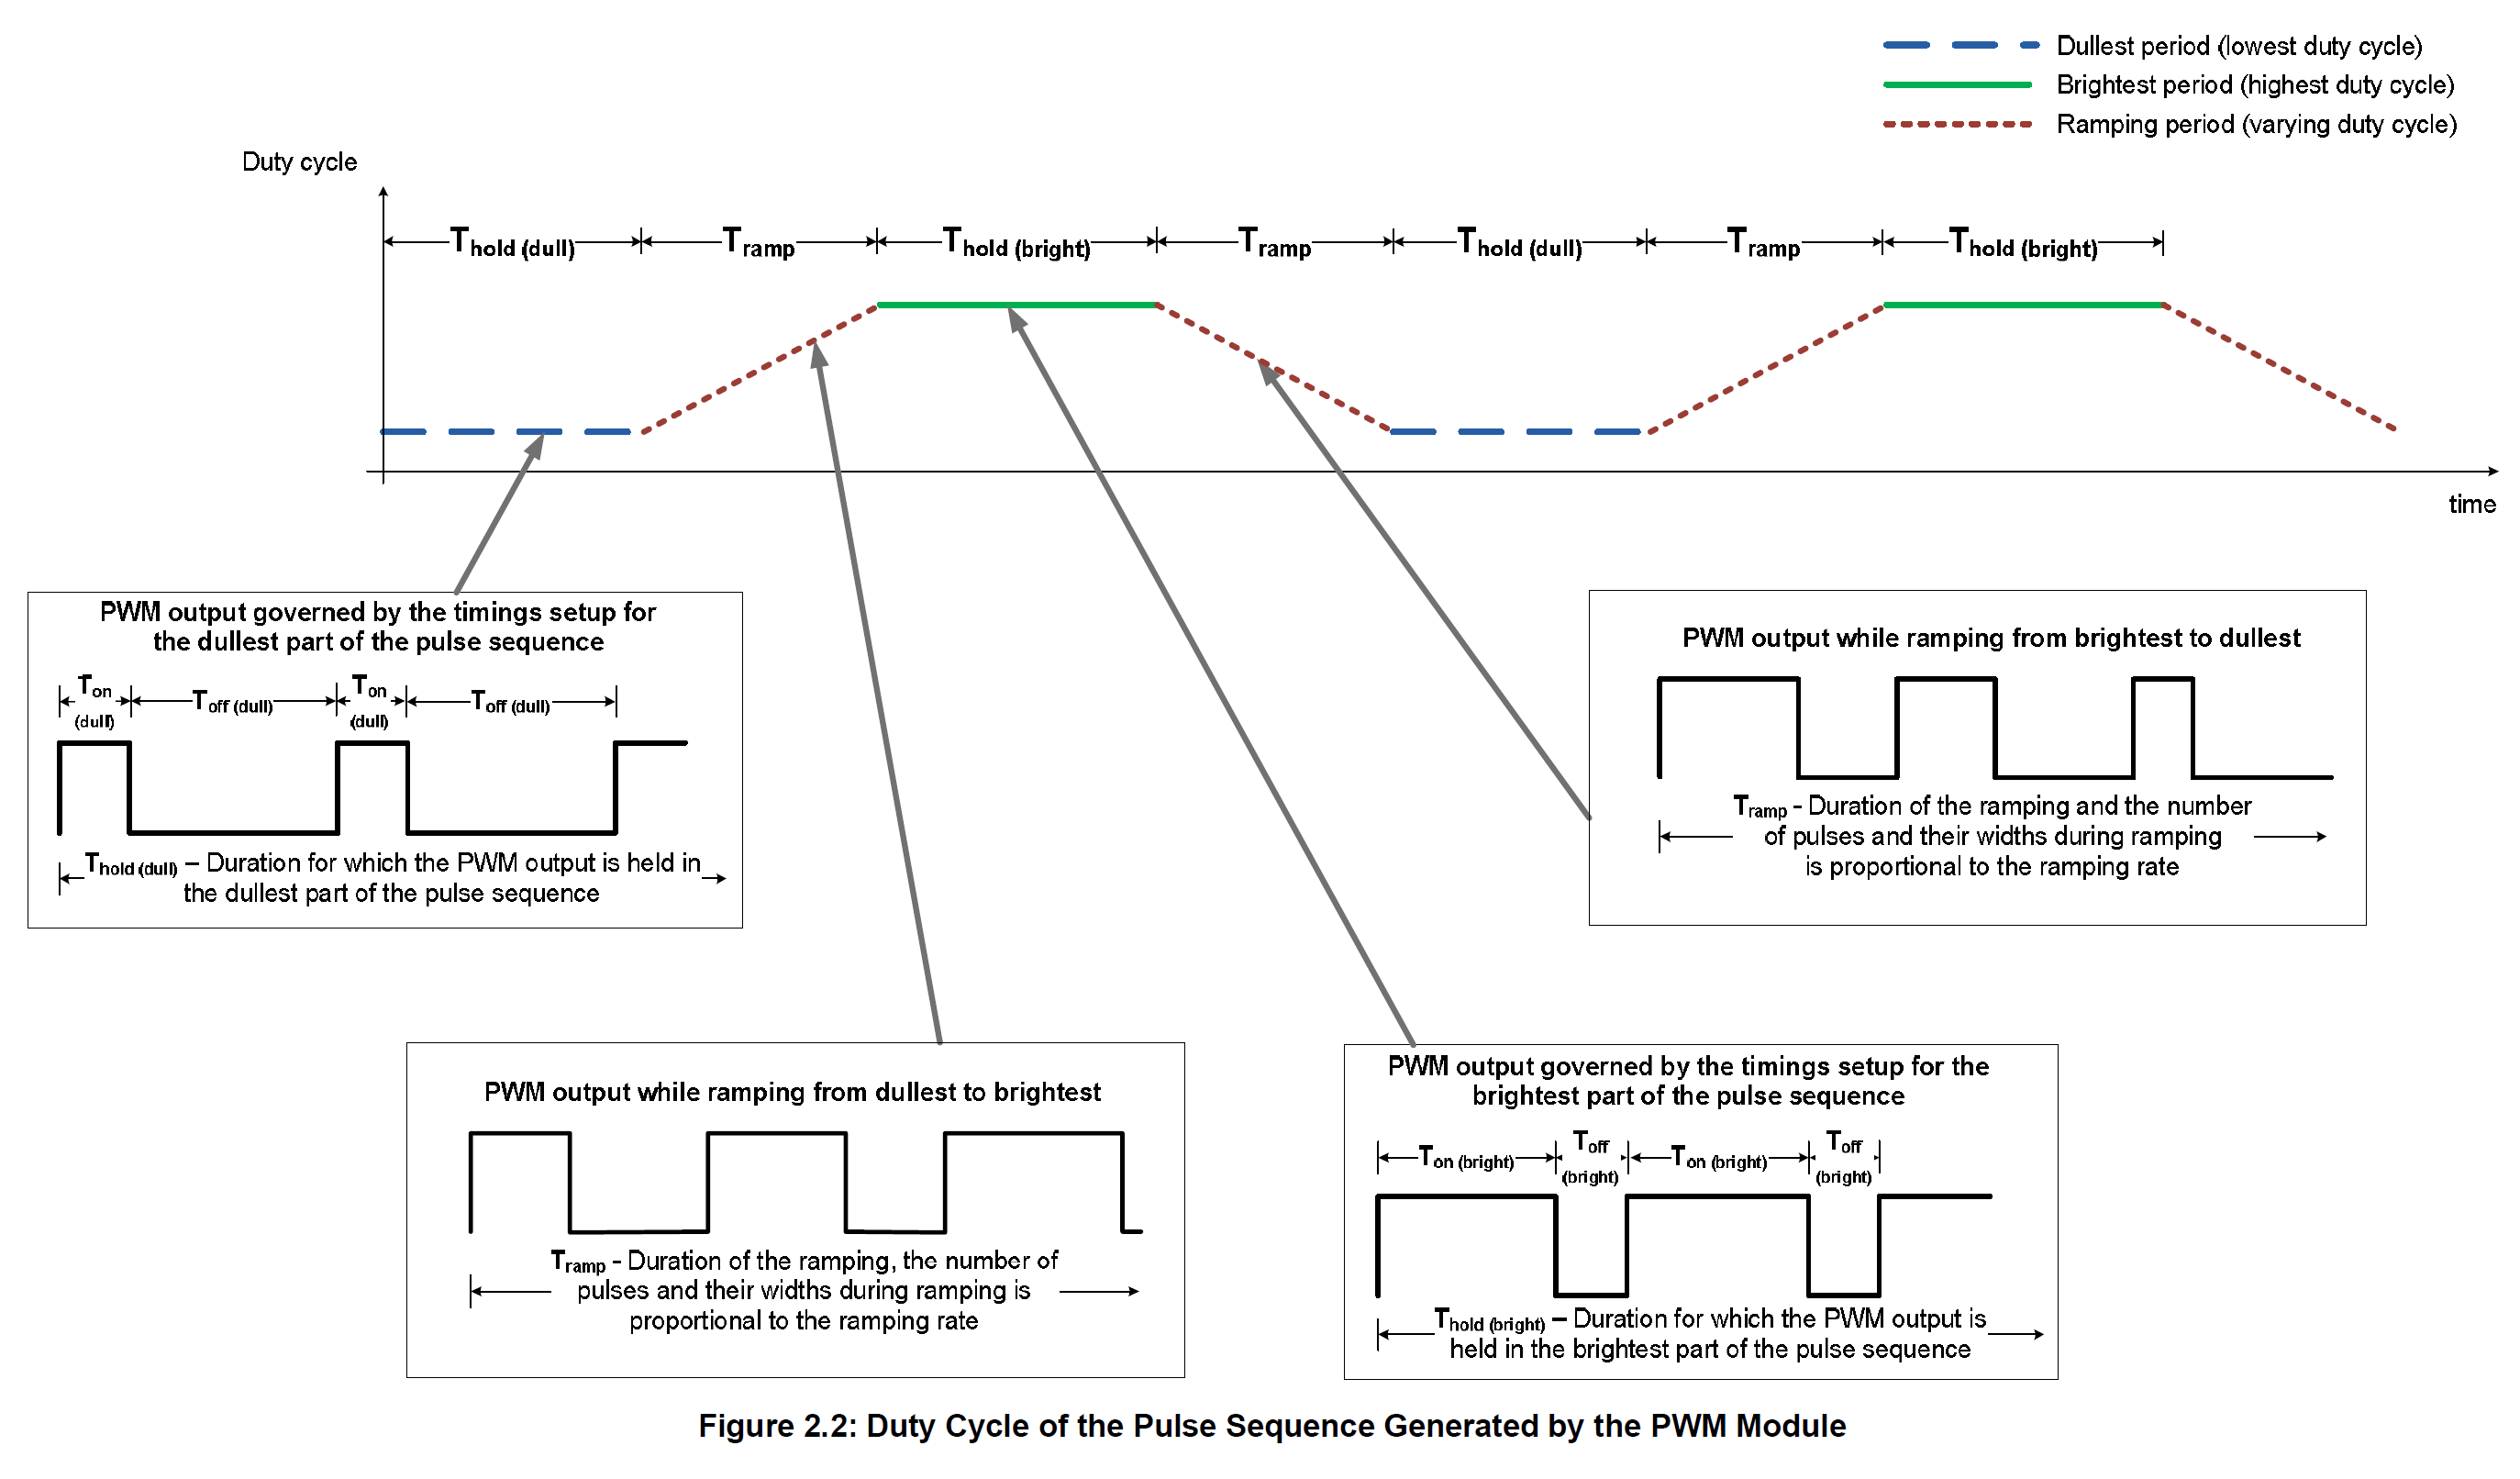 Dullest period (lowest duty cycle)
Brightest period (highest duty cycle)
Ramping period (varying duty cycle)
Duty cycle
Thold (dull) Tramp Thold (bright) Tramp Thold (dull) Tramp Thold (bright)
time
PWM output governed by the timings setup for
the dullest part of the pulse sequence
Ton (dull) Toff (dull) Ton (dull) Toff (dull)
Thold (dull) – Duration for which the PWM output is held in
the dullest part of the pulse sequence
PWM output while ramping from brightest to dullest
Tramp - Duration of the ramping and the number
of pulses and their widths during ramping
is proportional to the ramping rate
PWM output while ramping from dullest to brightest
Tramp - Duration of the ramping, the number of
pulses and their widths during ramping is
proportional to the ramping rate
PWM output governed by the timings setup for the
brightest part of the pulse sequence
Ton (bright) Toff (bright) Ton (bright) Toff (bright)
Thold (bright) – Duration for which the PWM output is
held in the brightest part of the pulse sequence
Figure 2.2: Duty Cycle of the Pulse Sequence Generated by the PWM Module